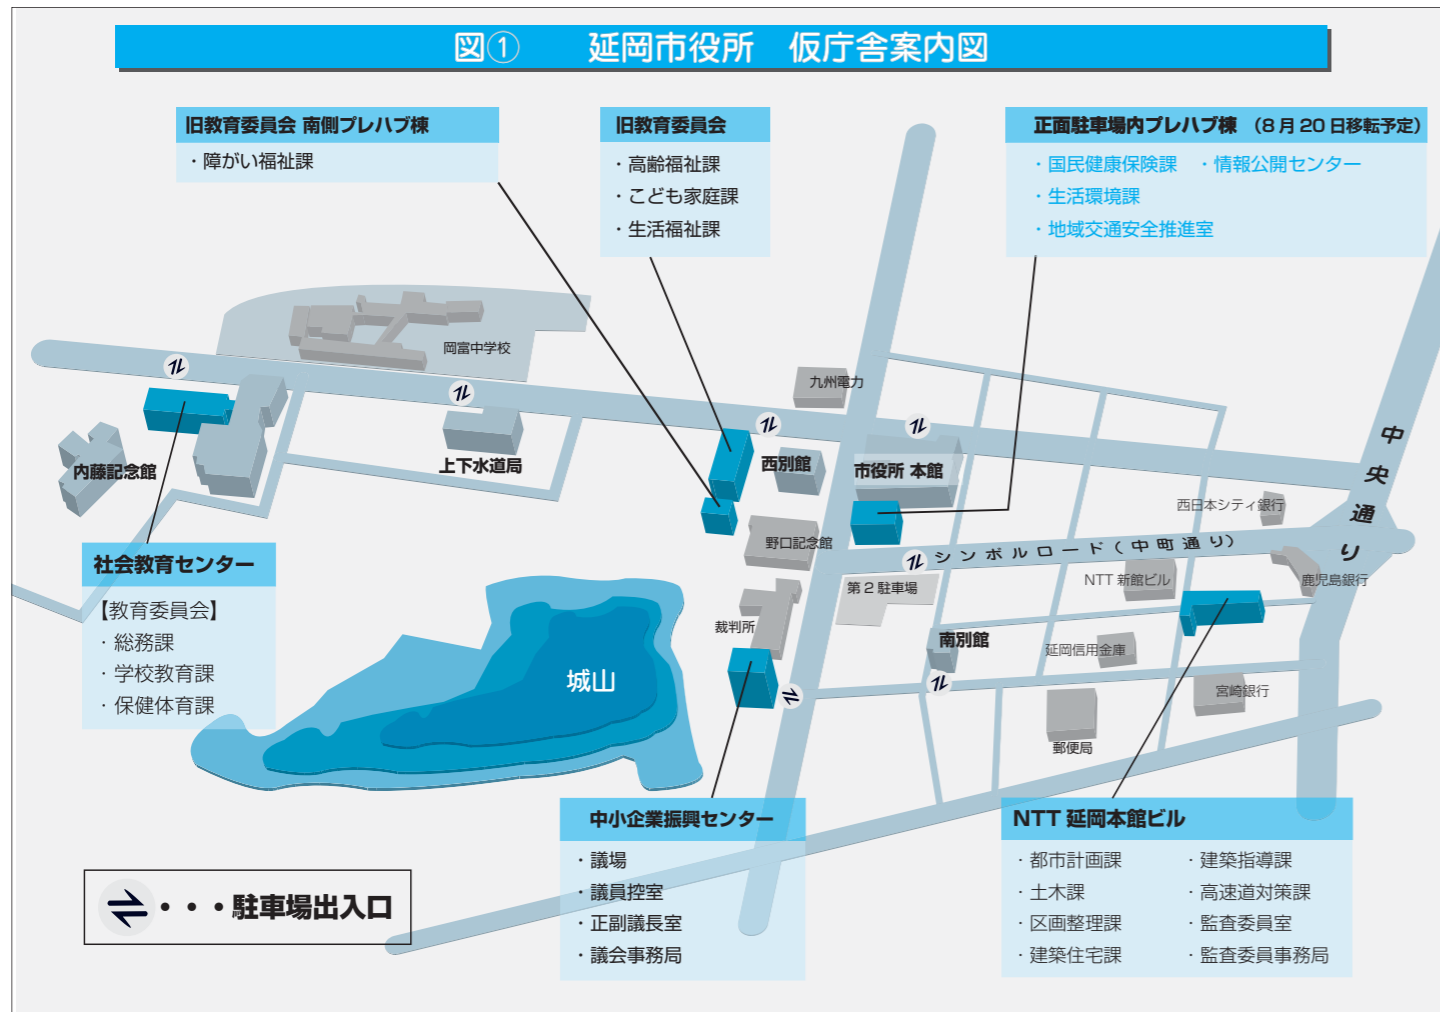 図① 延岡市役所 仮庁舎案内図
旧教育委員会 南側プレハブ棟
・障がい福祉課
旧教育委員会
・高齢福祉課
・こども家庭課
・生活福祉課
正面駐車場内プレハブ棟 (8月20日移転予定)
・国民健康保険課 ・情報公開センター
・生活環境課
・地域交通安全推進室
岡富中学校
九州電力
内藤記念館
上下水道局
西別館
市役所 本館
中央通り
西日本シティ銀行
野口記念館
シンボルロード(中町通り)
第2駐車場
NTT 新館ビル
鹿児島銀行
裁判所
南別館
延岡信用金庫
宮崎銀行
郵便局
城山
社会教育センター
【教育委員会】
・総務課
・学校教育課
・保健体育課
中小企業振興センター
・議場
・議員控室
・正副議長室
・議会事務局
NTT 延岡本館ビル
・都市計画課 ・建築指導課
・土木課 ・高速道対策課
・区画整理課 ・監査委員室
・建築住宅課 ・監査委員事務局
・・・駐車場出入口